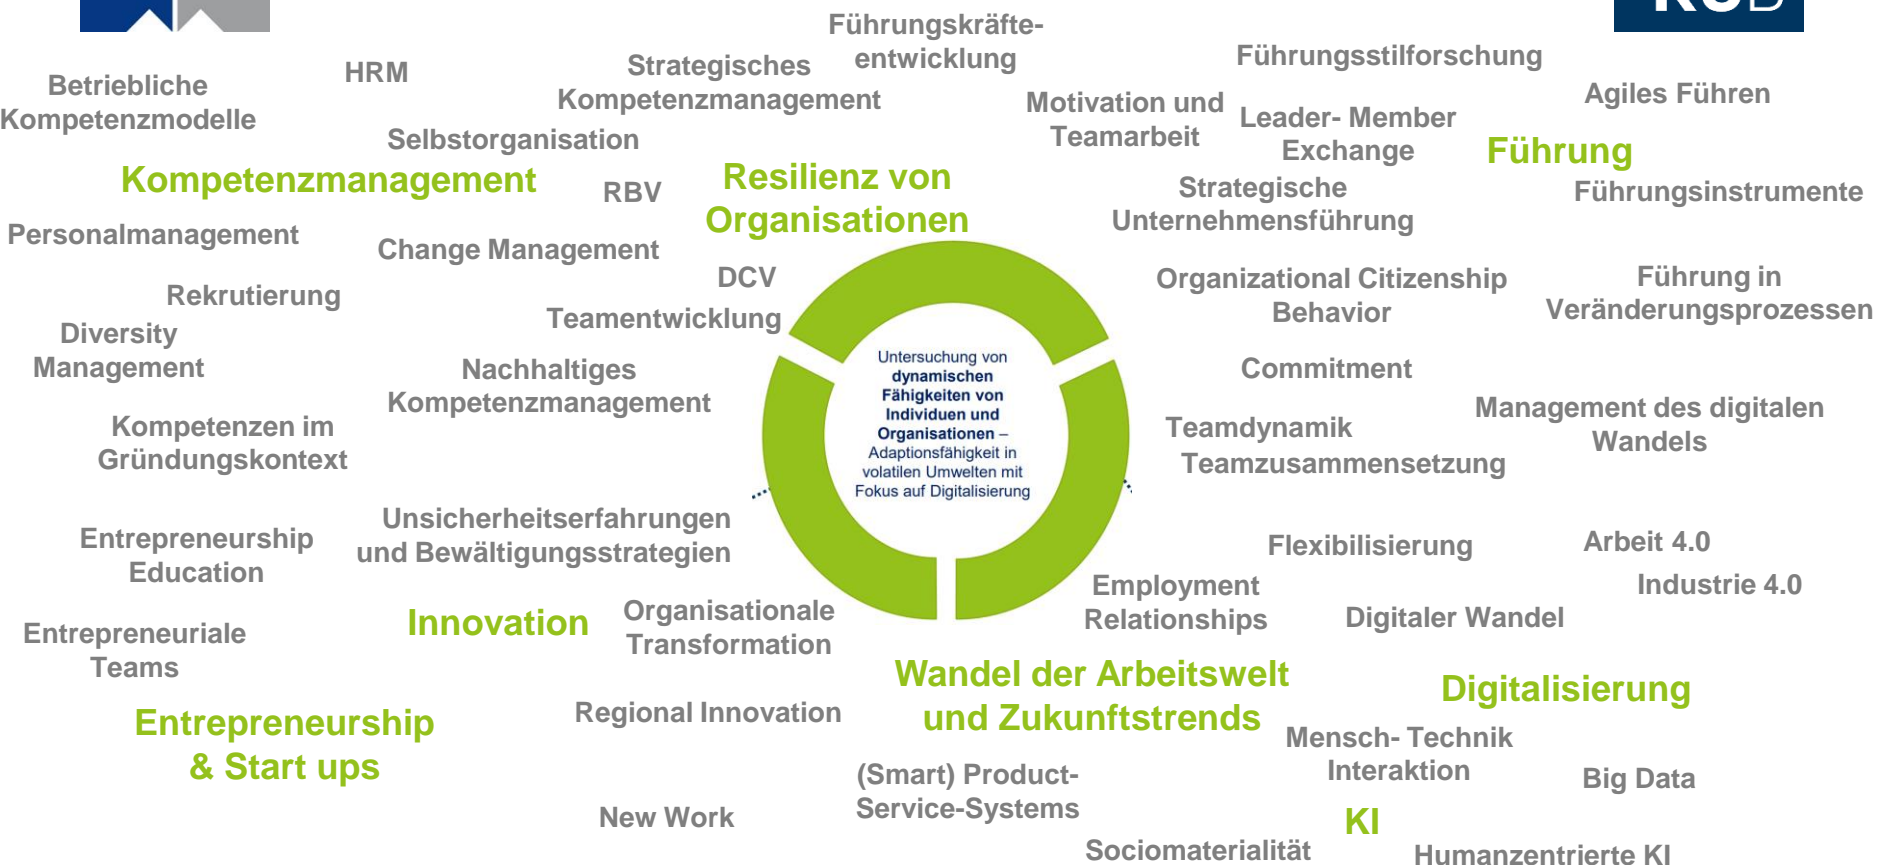 RUB
Führungskräfte-
entwicklung
Betriebliche
Kompetenzmodelle
HRM
Strategisches
Kompetenzmanagement
Selbstorganisation
Motivation und
Teamarbeit
Führungsstilforschung
Leader- Member
Exchange
Agiles Führen
Führung
Kompetenzmanagement
RBV
Resilienz von
Organisationen
Strategische
Unternehmensführung
Führungsinstrumente
Personalmanagement
Change Management
DCV
Rekrutierung
Teamentwicklung
Organizational Citizenship
Behavior
Führung in
Veränderungsprozessen
Diversity
Management
Nachhaltiges
Kompetenzmanagement
Untersuchung von
dynamischen
Fähigkeiten von
Individuen und
Organisationen –
Adaptionsfähigkeit in
volatilen Umwelten mit
Fokus auf Digitalisierung
Commitment
Management des digitalen
Wandels
Kompetenzen im
Gründungskontext
Teamdynamik
Teamzusammensetzung
Unsicherheitserfahrungen
und Bewältigungsstrategien
Entrepreneurship
Education
Flexibilisierung
Arbeit 4.0
Industrie 4.0
Employment
Relationships
Digitaler Wandel
Innovation
Organisationale
Transformation
Entrepreneuriale
Teams
Wandel der Arbeitswelt
und Zukunftstrends
Digitalisierung
Entrepreneurship
& Start ups
Regional Innovation
Mensch- Technik
Interaktion
Big Data
(Smart) Product-
Service-Systems
New Work
KI
Sociomaterialität
Humanzentrierte KI